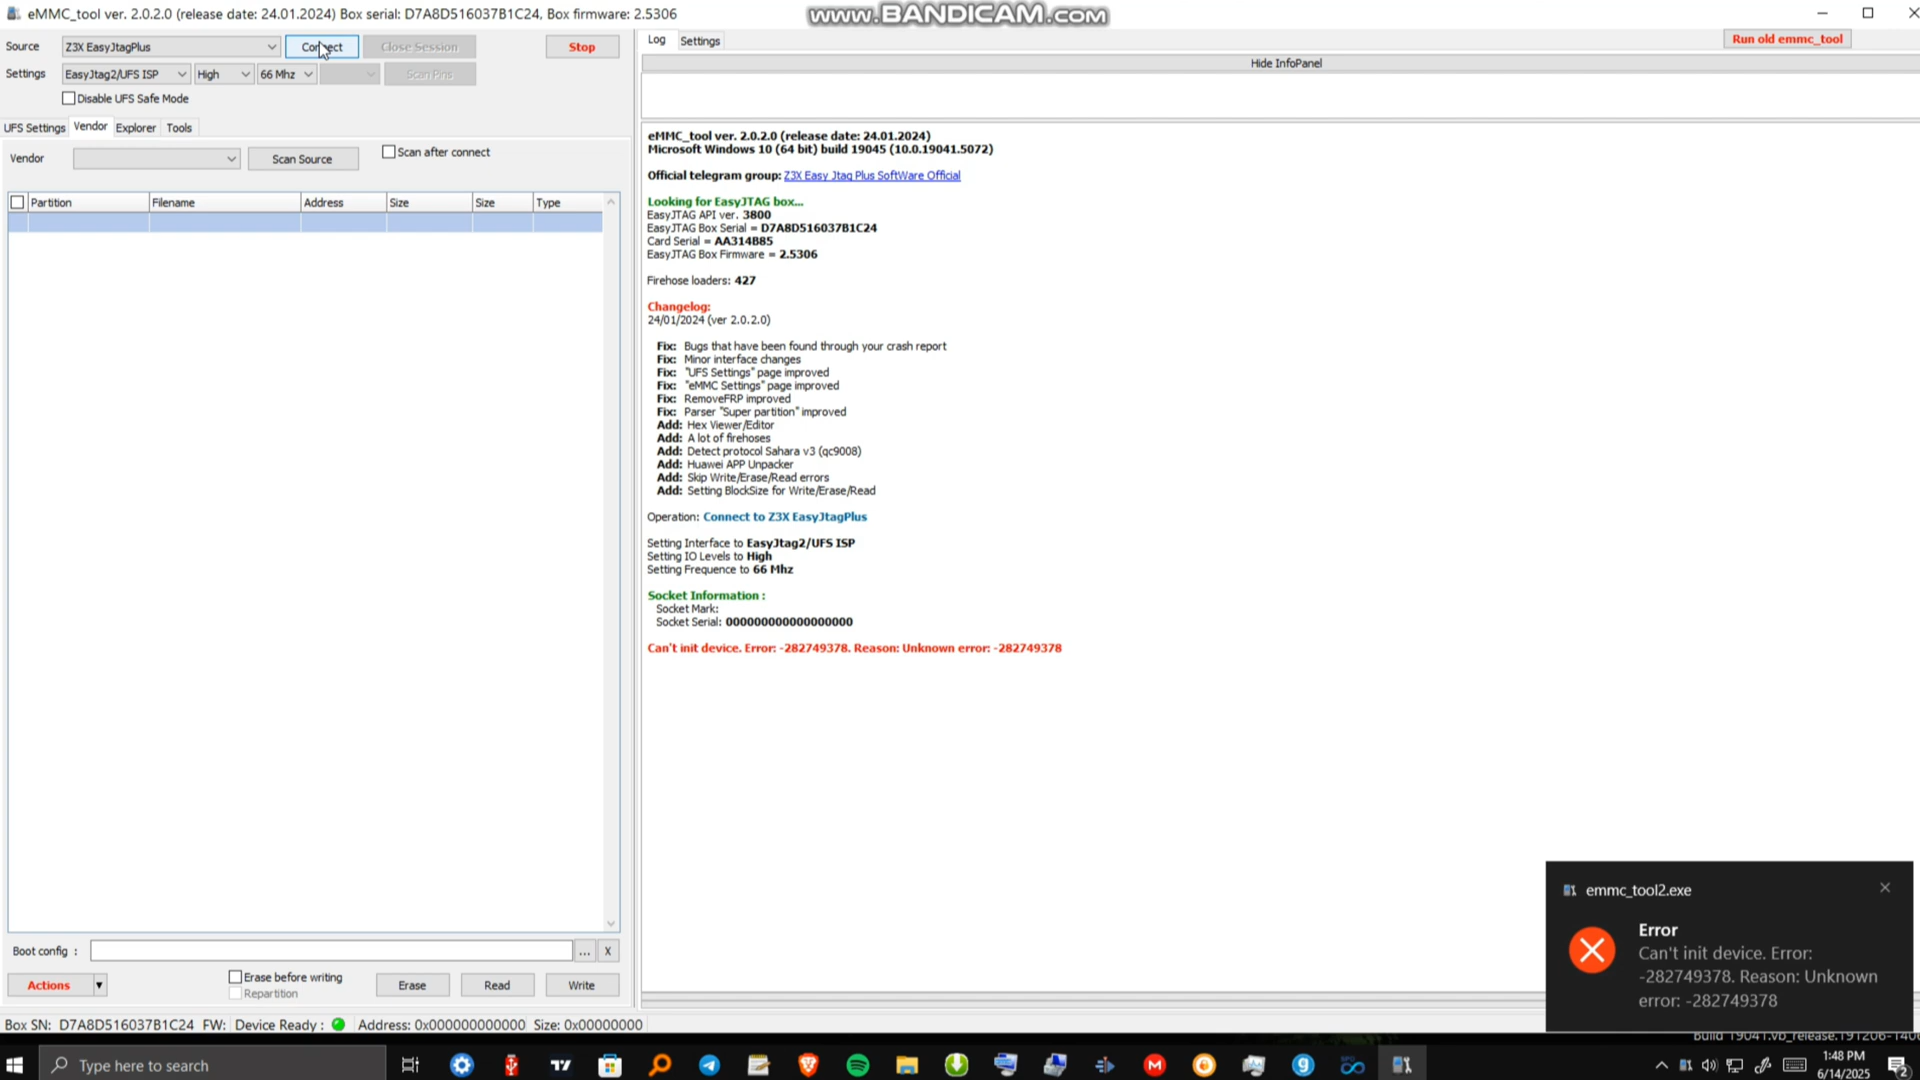 eMMC_tool ver. 2.0.2.0 (release date: 24.01.2024) Box serial: D7A8D516037B1C24, Box firmware: 2.5306
www.BANDICAM.com
Source
Z3X EasyJtagPlus
Connect
Close Session
Stop
Settings
EasyJtag2/UFS ISP
High
66 Mhz
Scan Pins
Disable UFS Safe Mode
UFS Settings
Vendor
Explorer
Tools
Vendor
Scan Source
Scan after connect
Partition
Filename
Address
Size
Size
Type
Boot config :
...
X
Actions
Erase before writing
Repartition
Erase
Read
Write
Box SN: D7A8D516037B1C24 FW: Device Ready : Address: 0x000000000000 Size: 0x00000000
Log
Settings
Run old emmc_tool
Hide InfoPanel
eMMC_tool ver. 2.0.2.0 (release date: 24.01.2024)
Microsoft Windows 10 (64 bit) build 19045 (10.0.19041.5072)
Official telegram group: Z3X Easy Jtag Plus SoftWare Official
Looking for EasyJTAG box...
EasyJTAG API ver. 3800
EasyJTAG Box Serial = D7A8D516037B1C24
Card Serial = AA314B85
EasyJTAG Box Firmware = 2.5306
Firehose loaders: 427
Changelog:
24/01/2024 (ver 2.0.2.0)
Fix: Bugs that have been found through your crash report
Fix: Minor interface changes
Fix: "UFS Settings" page improved
Fix: "eMMC Settings" page improved
Fix: RemoveFRP improved
Fix: Parser "Super partition" improved
Add: Hex Viewer/Editor
Add: A lot of firehoses
Add: Detect protocol Sahara v3 (qc9008)
Add: Huawei APP Unpacker
Add: Skip Write/Erase/Read errors
Add: Setting BlockSize for Write/Erase/Read
Operation: Connect to Z3X EasyJtagPlus
Setting Interface to EasyJtag2/UFS ISP
Setting IO Levels to High
Setting Frequence to 66 Mhz
Socket Information :
Socket Mark:
Socket Serial: 0000000000000000
Can't init device. Error: -282749378. Reason: Unknown error: -282749378
emmc_tool2.exe
Error
Can't init device. Error:
-282749378. Reason: Unknown
error: -282749378
Type here to search
1:48 PM
6/14/2025
2